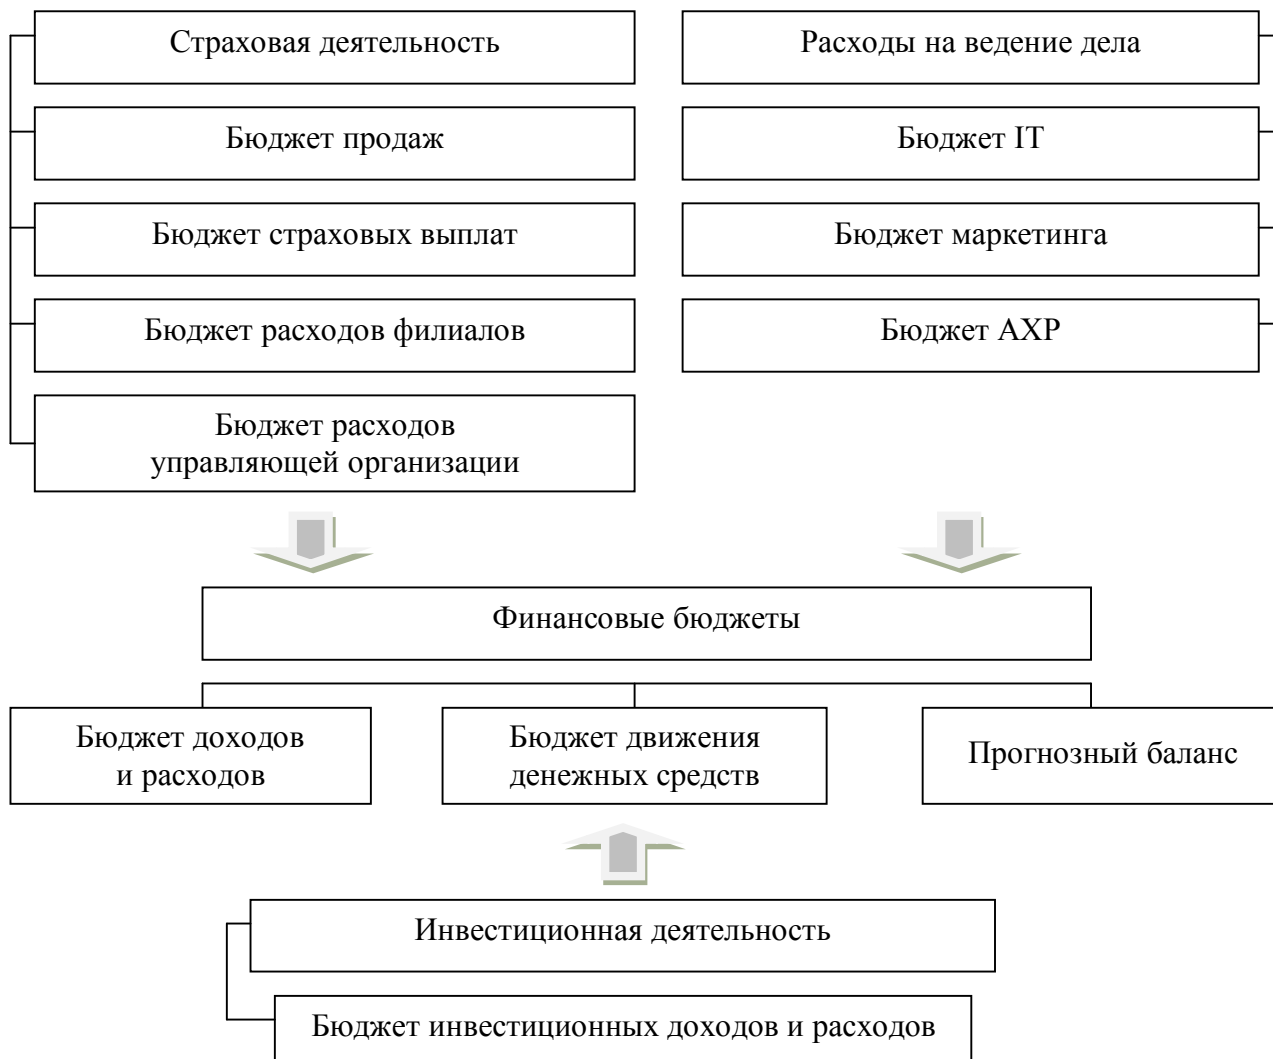 Страховая деятельность
Бюджет продаж
Бюджет страховых выплат
Бюджет расходов филиалов
Бюджет расходов
управляющей организации
Расходы на ведение дела
Бюджет IT
Бюджет маркетинга
Бюджет АХР
Финансовые бюджеты
Бюджет доходов
и расходов
Бюджет движения
денежных средств
Прогнозный баланс
Инвестиционная деятельность
Бюджет инвестиционных доходов и расходов